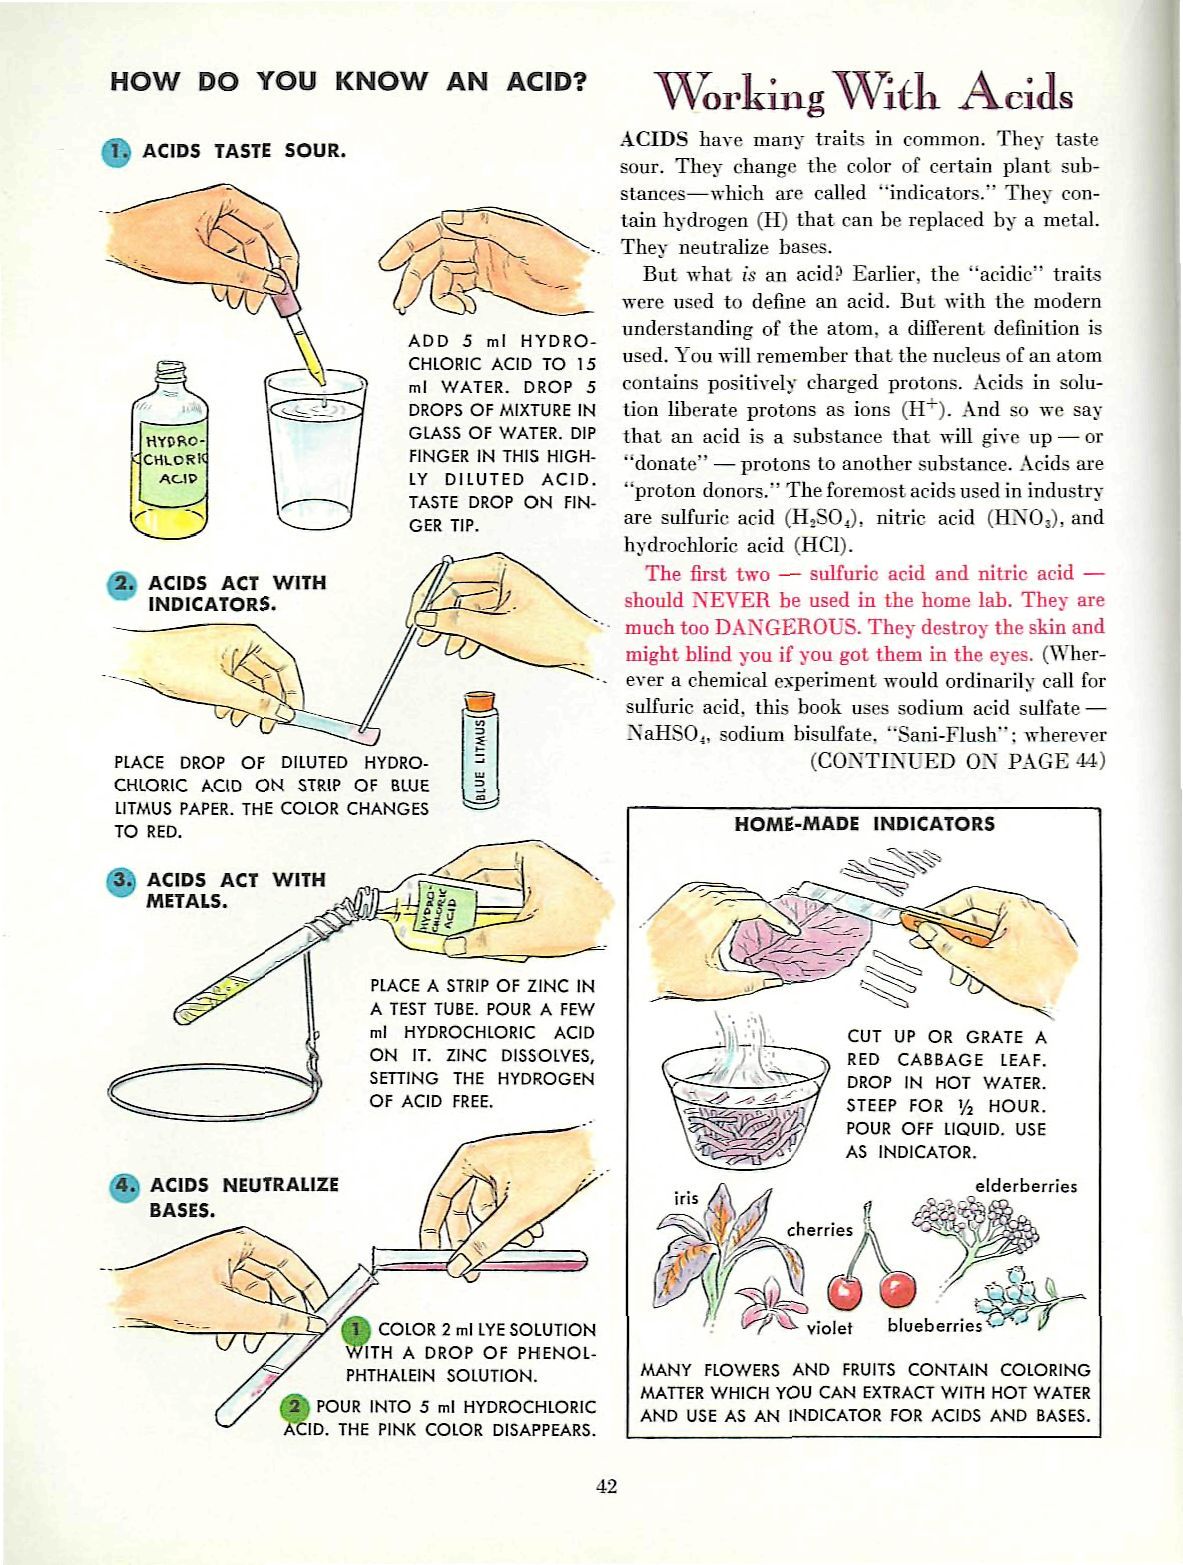 HOW DO YOU KNOW AN ACID?
1. ACIDS TASTE SOUR.
ADD 5 ml HYDRO-
CHLORIC ACID TO 15
ml WATER. DROP 5
DROPS OF MIXTURE IN
GLASS OF WATER. DIP
FINGER IN THIS HIGH-
LY DILUTED ACID.
TASTE DROP ON FIN-
GER TIP.
HYDRO-
CHLORIC
ACID
2. ACIDS ACT WITH
INDICATORS.
BLUE LITMUS
PLACE DROP OF DILUTED HYDRO-
CHLORIC ACID ON STRIP OF BLUE
LITMUS PAPER. THE COLOR CHANGES
TO RED.
3. ACIDS ACT WITH
METALS.
HYDRO-
CHLORIC
ACID
PLACE A STRIP OF ZINC IN
A TEST TUBE. POUR A FEW
ml HYDROCHLORIC ACID
ON IT. ZINC DISSOLVES,
SETTING THE HYDROGEN
OF ACID FREE.
4. ACIDS NEUTRALIZE
BASES.
1 COLOR 2 ml LYE SOLUTION
WITH A DROP OF PHENOL-
PHTHALEIN SOLUTION.
2 POUR INTO 5 ml HYDROCHLORIC
ACID. THE PINK COLOR DISAPPEARS.
Working With Acids
ACIDS have many traits in common. They taste
sour. They change the color of certain plant sub-
stances—which are called "indicators." They con-
tain hydrogen (H) that can be replaced by a metal.
They neutralize bases.
But what is an acid? Earlier, the "acidic" traits
were used to define an acid. But with the modern
understanding of the atom, a different definition is
used. You will remember that the nucleus of an atom
contains positively charged protons. Acids in solu-
tion liberate protons as ions (H⁺). And so we say
that an acid is a substance that will give up — or
"donate" — protons to another substance. Acids are
"proton donors." The foremost acids used in industry
are sulfuric acid (H₂SO₄), nitric acid (HNO₃), and
hydrochloric acid (HCl).
The first two — sulfuric acid and nitric acid —
should NEVER be used in the home lab. They are
much too DANGEROUS. They destroy the skin and
might blind you if you got them in the eyes. (Wher-
ever a chemical experiment would ordinarily call for
sulfuric acid, this book uses sodium acid sulfate —
NaHSO₄, sodium bisulfate, "Sani-Flush"; wherever
(CONTINUED ON PAGE 44)
HOME-MADE INDICATORS
CUT UP OR GRATE A
RED CABBAGE LEAF.
DROP IN HOT WATER.
STEEP FOR ½ HOUR.
POUR OFF LIQUID. USE
AS INDICATOR.
iris
cherries
elderberries
violet
blueberries
MANY FLOWERS AND FRUITS CONTAIN COLORING
MATTER WHICH YOU CAN EXTRACT WITH HOT WATER
AND USE AS AN INDICATOR FOR ACIDS AND BASES.
42